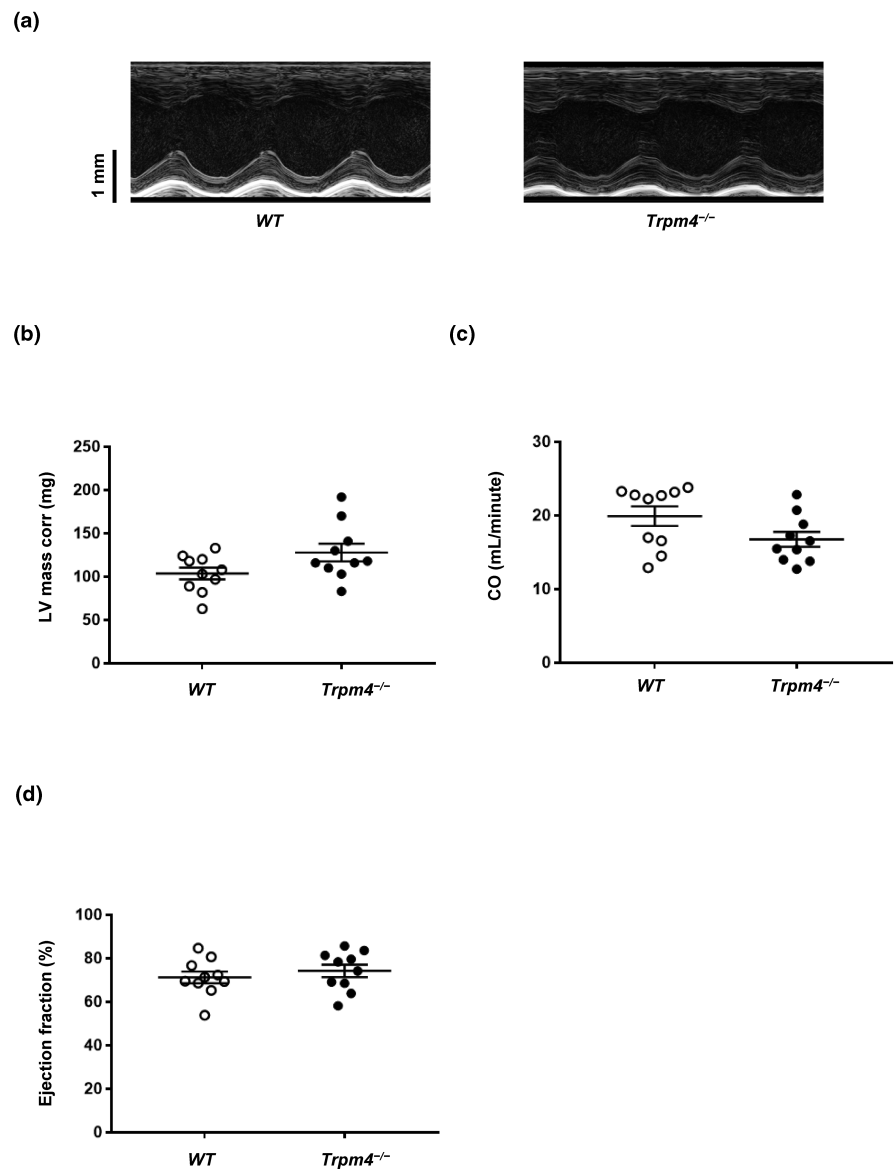 (a)
1 mm
WT
Trpm4⁻/⁻
(b)
LV mass corr (mg)
250
200
150
100
50
0
WT
Trpm4⁻/⁻
(c)
CO (mL/minute)
30
20
10
0
WT
Trpm4⁻/⁻
(d)
Ejection fraction (%)
100
80
60
40
20
0
WT
Trpm4⁻/⁻